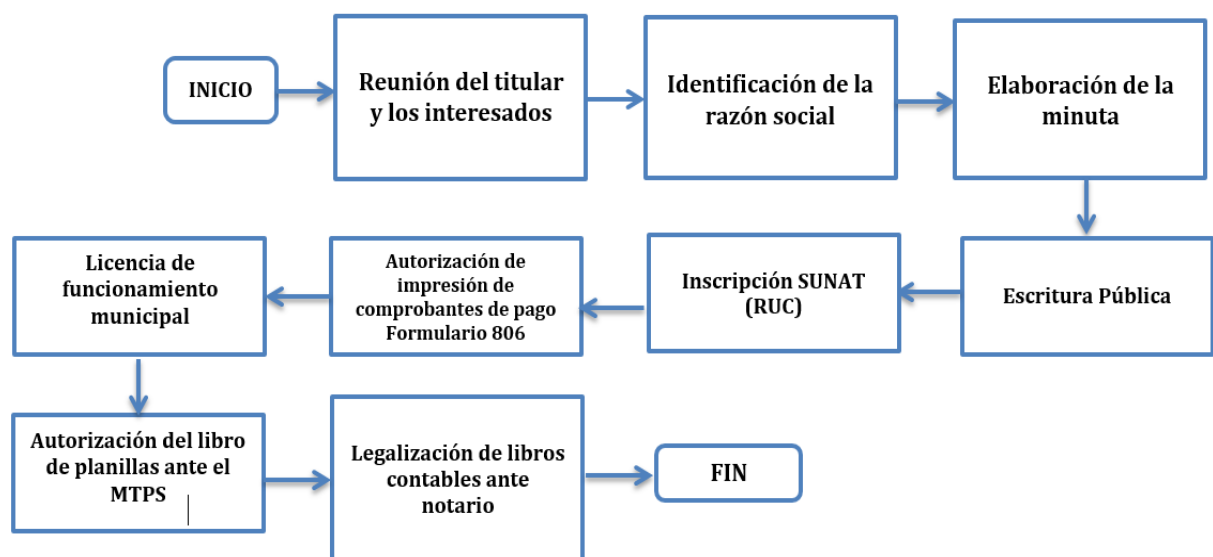 INICIO
Reunión del titular
y los interesados
Identificación de la
razón social
Elaboración de la
minuta
Escritura Pública
Inscripción SUNAT
(RUC)
Autorización de
impresión de
comprobantes de pago
Formulario 806
Licencia de
funcionamiento
municipal
Autorización del libro
de planillas ante el
MTPS
Legalización de libros
contables ante
notario
FIN